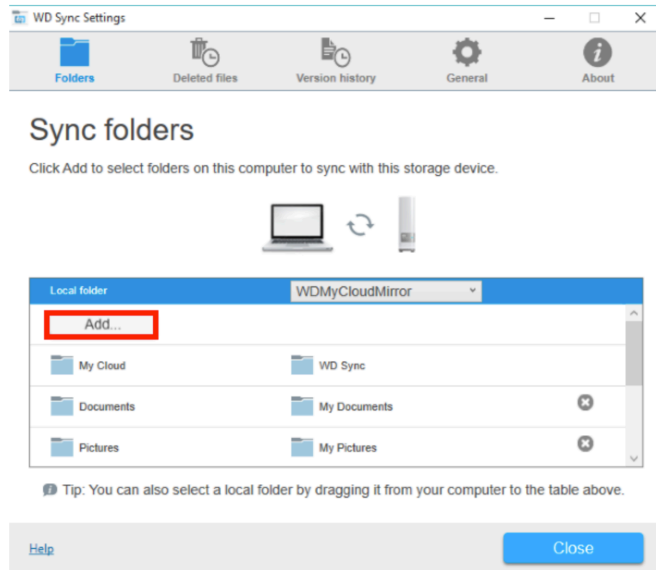 WD Sync Settings
Folders Deleted files Version history General About
Sync folders
Click Add to select folders on this computer to sync with this storage device.
Local folder WDMyCloudMirror
Add...
My Cloud WD Sync
Documents My Documents
Pictures My Pictures
Tip: You can also select a local folder by dragging it from your computer to the table above.
Help Close